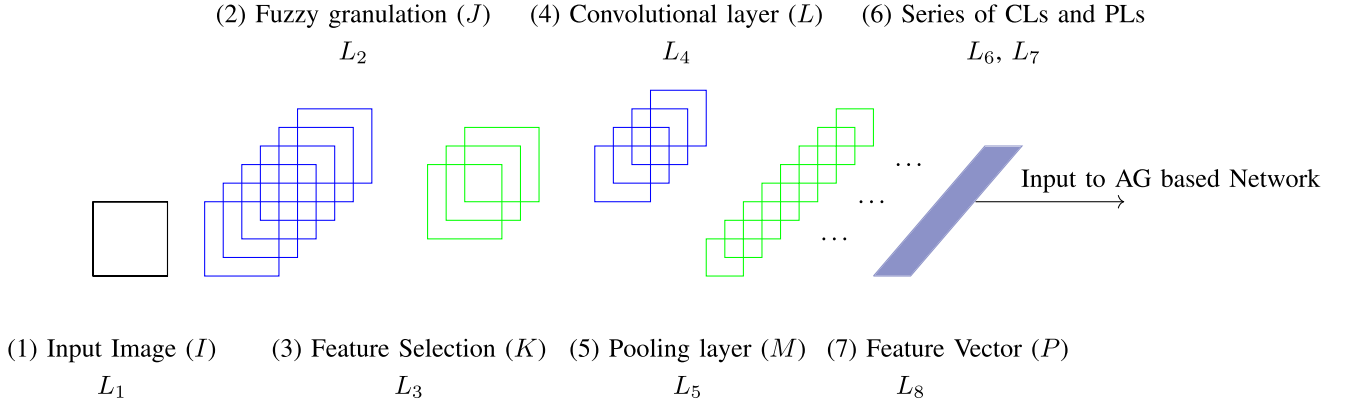 (2) Fuzzy granulation (J) (4) Convolutional layer (L) (6) Series of CLs and PLs
L₂ L₄ L₆, L₇
...
Input to AG based Network
...
...
(1) Input Image (I) (3) Feature Selection (K) (5) Pooling layer (M) (7) Feature Vector (P)
L₁ L₃ L₅ L₈